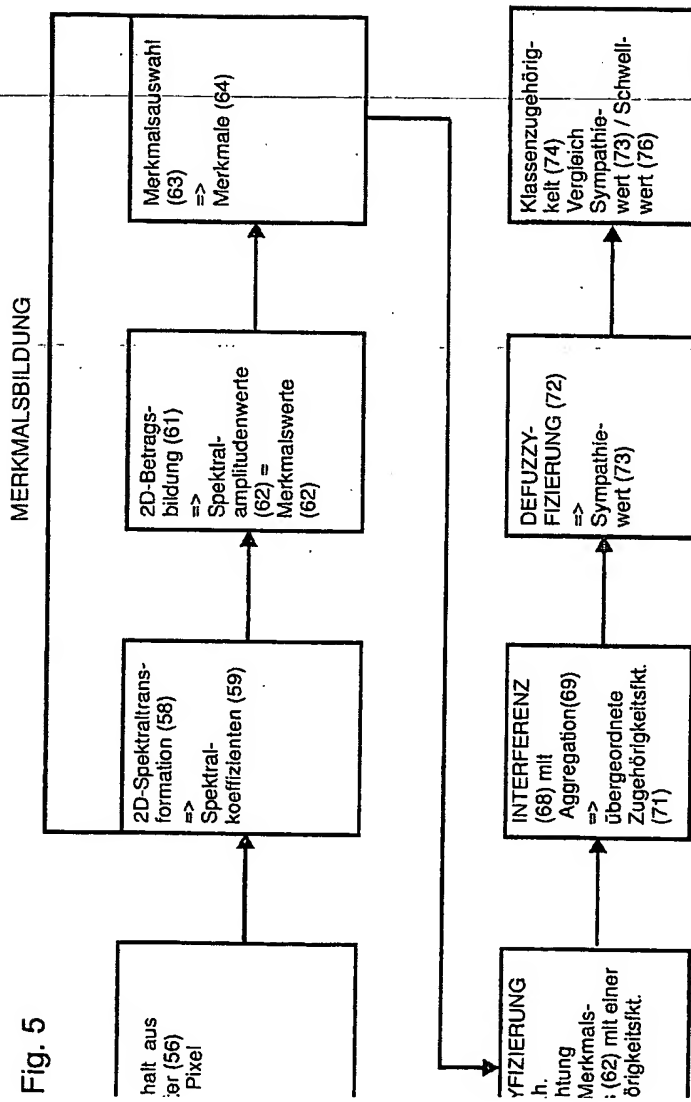 Fig. 5
MERKMALSBILDUNG
halt aus
ter (56)
Pixel
2D-Spektraltrans-
formation (58)
=>
Spektral-
koeffizienten (59)
2D-Betrags-
bildung (61)
=>
Spektral-
amplitudenwerte
(62) =
Merkmalswerte
(62)
Merkmalsauswahl
(63)
=>
Merkmale (64)
YFIZIERUNG
.h.
htung
Merkmals-
s (62) mit einer
örigkeitsfkt.
INTERFERENZ
(68) mit
Aggregation(69)
=>
übergeordnete
Zugehörigkeitsfkt.
(71)
DEFUZZY-
FIZIERUNG (72)
=>
Sympathie-
wert (73)
Klassenzugehörig-
keit (74)
Vergleich
Sympathie-
wert (73) / Schwell-
wert (76)